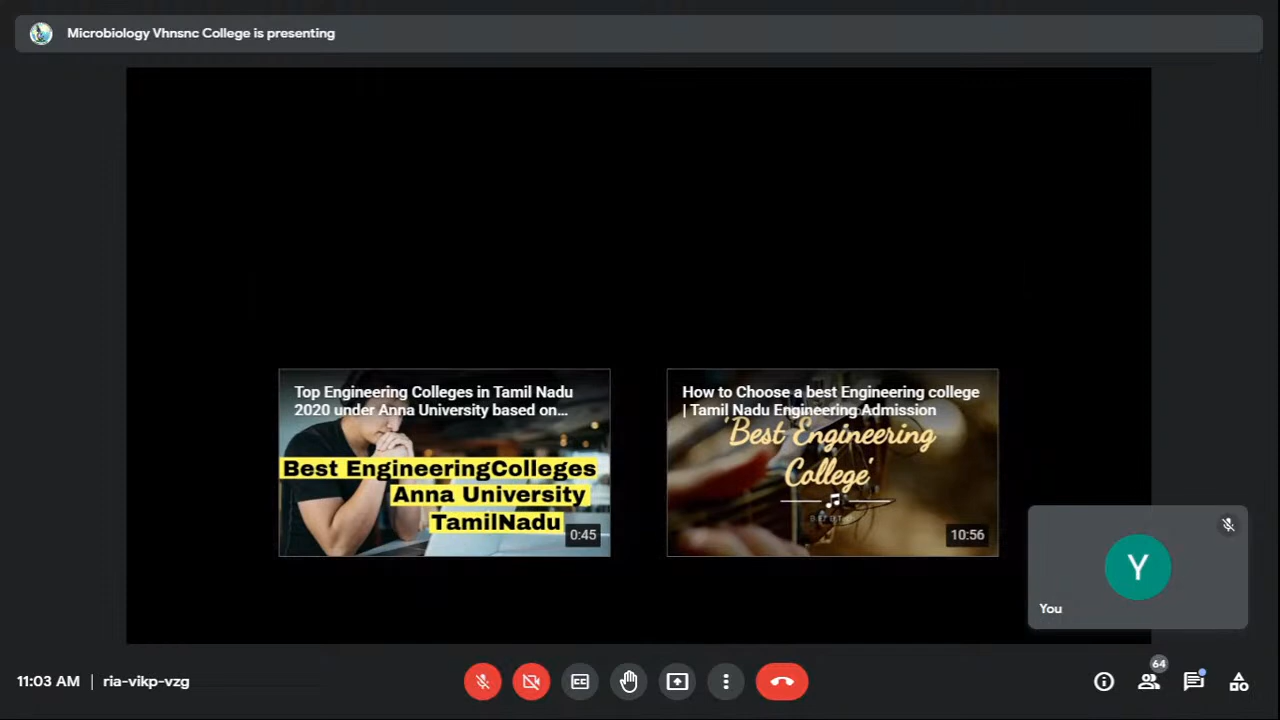 Microbiology Vhnsnc College is presenting
Top Engineering Colleges in Tamil Nadu
2020 under Anna University based on...
Best EngineeringColleges
Anna University
TamilNadu
0:45
How to Choose a best Engineering college
| Tamil Nadu Engineering Admission
'Best Engineering
College'
10:56
Y
You
64
11:03 AM | ria-vikp-vzg